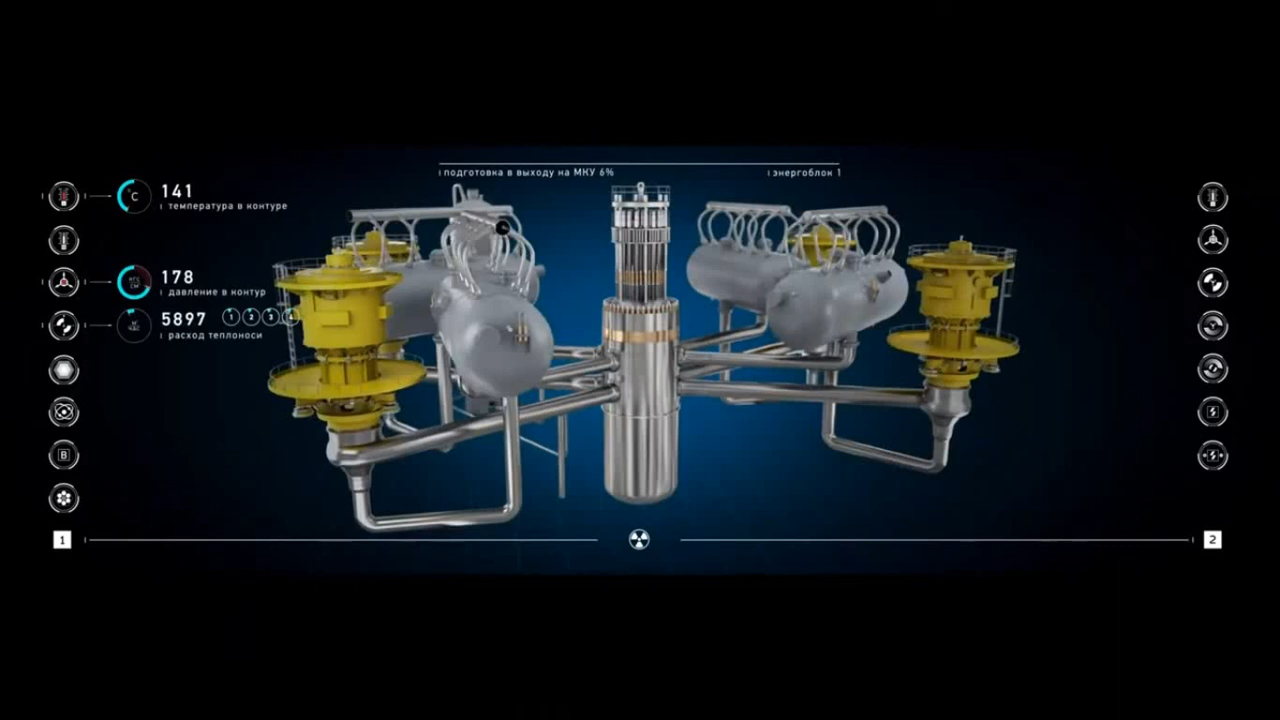 подготовка в выходу на МКУ 6%
энергоблок 1
°C
141
температура в контуре
178
давление в контур
5897
1 2 3 4
расход теплоноси
B
1
2